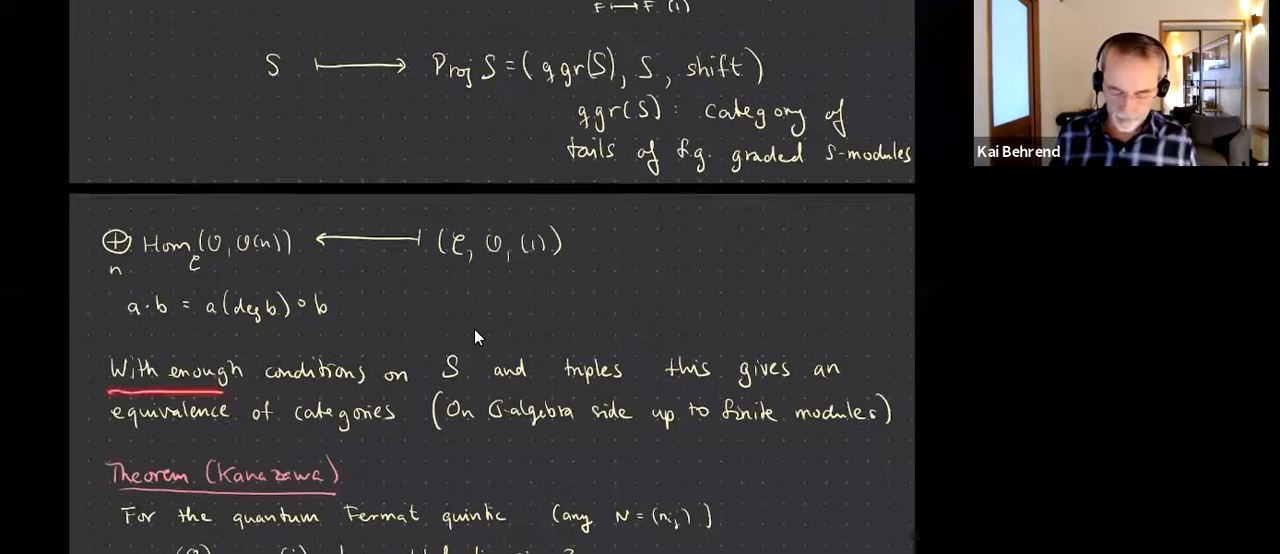 F ⟼ F (1)
S ⟼ Proj S = ( qgr(S), S, shift )
qgr(S) : category of
tails of f.g. graded S-modules
Kai Behrend
⊕ Hom (O, O(n)) ⟻ (C, O, (1))
n C
a·b = a(deg b) ∘ b
With enough conditions on S and triples this gives an
equivalence of categories (On algebra side up to finite modules)
Theorem (Kanazawa)
For the quantum Fermat quintic (any N = (nij))